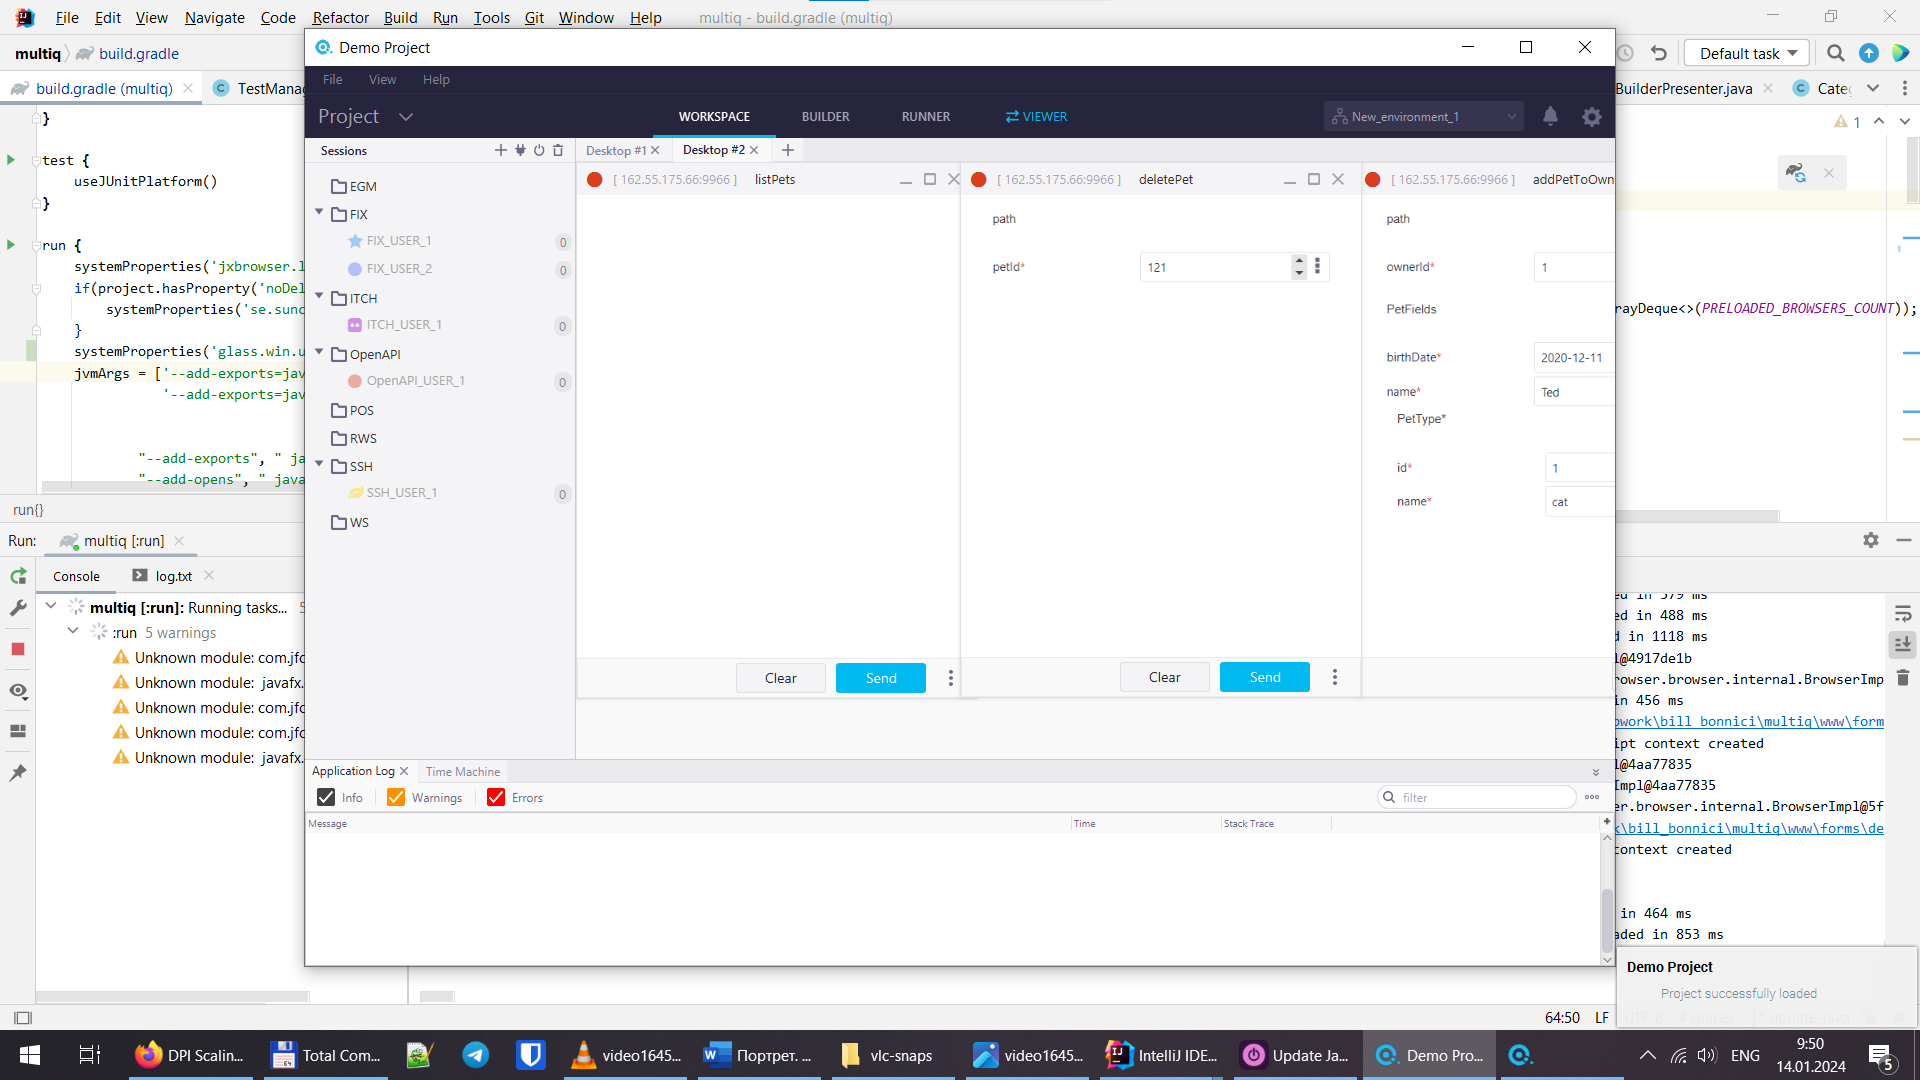 File Edit View Navigate Code Refactor Build Run Tools Git Window Help multiq - build.gradle (multiq)
multiq build.gradle
Default task
build.gradle (multiq)
TestMana
BuilderPresenter.java
Cate
}
test {
useJUnitPlatform()
}
run {
systemProperties('jxbrowser.l
if(project.hasProperty('noDel
systemProperties('se.sunc
}
systemProperties('glass.win.u
jvmArgs = ['--add-exports=jav
'--add-exports=jav
"--add-exports", " ja
"--add-opens", " java
1
rayDeque<>(PRELOADED_BROWSERS_COUNT));
run{}
Run: multiq [:run]
Console log.txt
multiq [:run]: Running tasks...
:run 5 warnings
Unknown module: com.jfo
Unknown module: javafx.
Unknown module: com.jfo
Unknown module: com.jfo
Unknown module: javafx.
Demo Project
File View Help
Project
WORKSPACE BUILDER RUNNER VIEWER
New_environment_1
Sessions
Desktop #1 Desktop #2
EGM
FIX
FIX_USER_1 0
FIX_USER_2 0
ITCH
ITCH_USER_1 0
OpenAPI
OpenAPI_USER_1 0
POS
RWS
SSH
SSH_USER_1 0
WS
[ 162.55.175.66:9966 ] listPets
Clear Send
[ 162.55.175.66:9966 ] deletePet
path
petId* 121
Clear Send
[ 162.55.175.66:9966 ] addPetToOwn
path
ownerId* 1
PetFields
birthDate* 2020-12-11
name* Ted
PetType*
id* 1
name* cat
Application Log Time Machine
Info Warnings Errors
filter
Message Time Stack Trace
ed in 579 ms
ed in 488 ms
d in 1118 ms
l@4917de1b
rowser.browser.internal.BrowserImp
in 456 ms
owork\bill_bonnici\multiq\www\form
ipt context created
l@4aa77835
Impl@4aa77835
er.browser.internal.BrowserImpl@5f
k\bill_bonnici\multiq\www\forms\de
context created
in 464 ms
aded in 853 ms
Demo Project
Project successfully loaded
64:50 LF UTF-8 4 spaces update-java
DPI Scalin...
Total Com...
video1645...
Портрет. ...
vlc-snaps
video1645...
IntelliJ IDE...
Update Ja...
Demo Pro...
ENG
9:50
14.01.2024
5